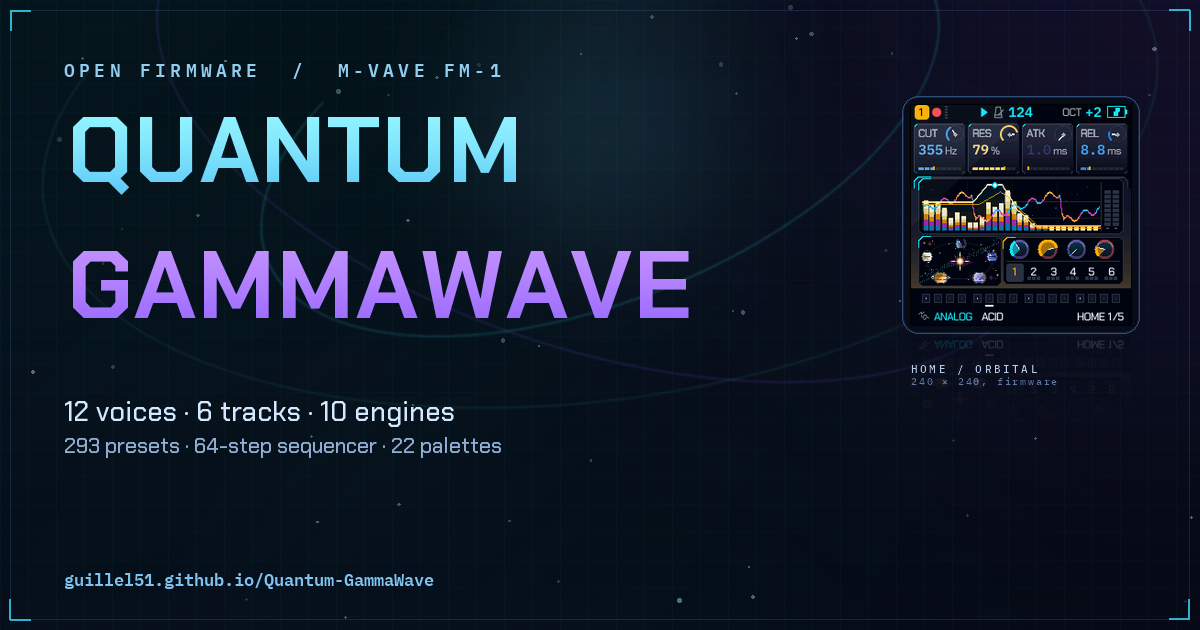 OPEN FIRMWARE / M-VAVE FM-1
QUANTUM
GAMMAWAVE
1 124 OCT +2
CUT RES ATK REL
355 Hz 79 % 1.0 ms 8.8 ms
1 2 3 4 5 6
ANALOG ACID HOME 1/5
HOME / ORBITAL
240 × 240, firmware
12 voices · 6 tracks · 10 engines
293 presets · 64-step sequencer · 22 palettes
guillel51.github.io/Quantum-GammaWave